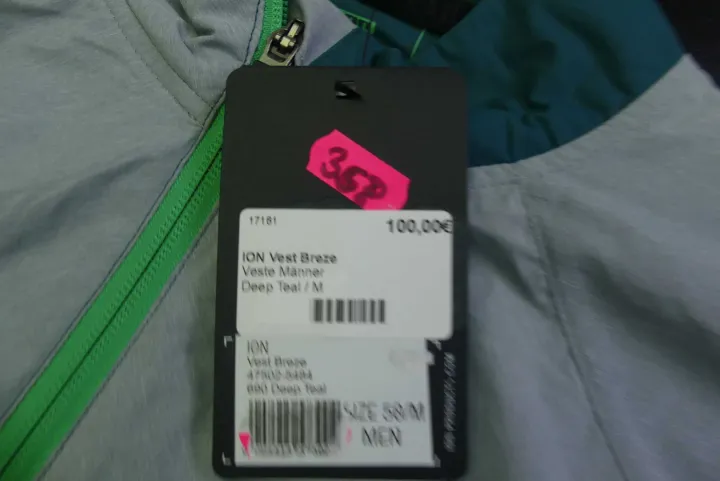 17181
100,00€
ION Vest Breze
Veste Männer
Deep Teal / M
ION
Vest Breze
47502-5484
690 Deep Teal
SIZE 58/M
MEN